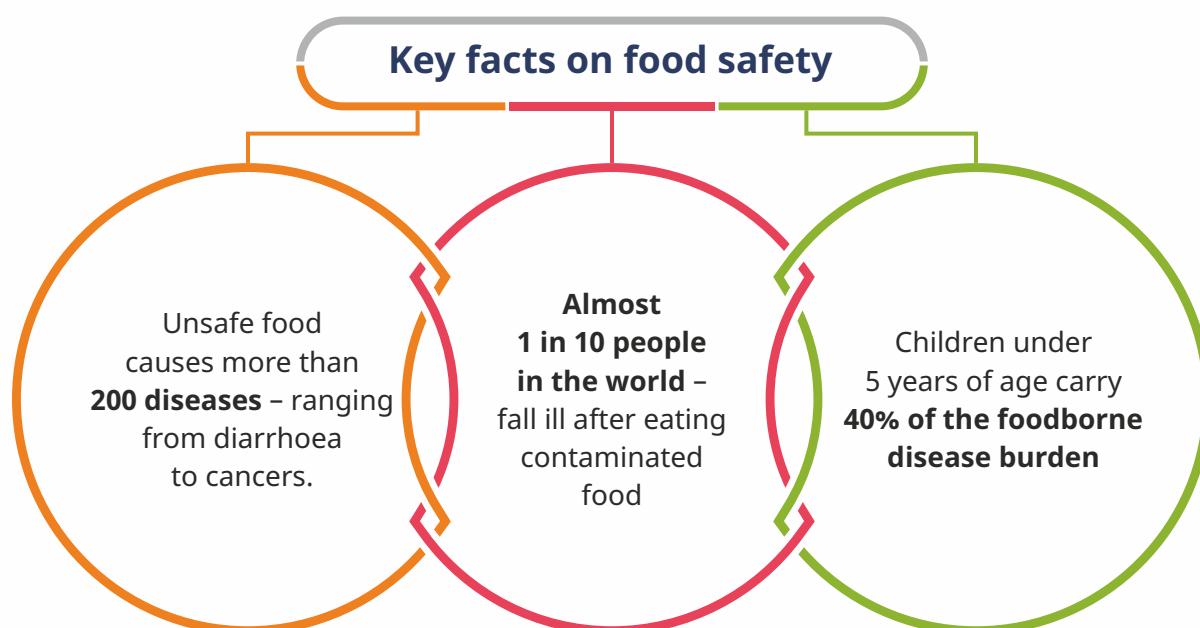 Key facts on food safety
Unsafe food
causes more than
200 diseases – ranging
from diarrhoea
to cancers.
Almost
1 in 10 people
in the world –
fall ill after eating
contaminated
food
Children under
5 years of age carry
40% of the foodborne
disease burden